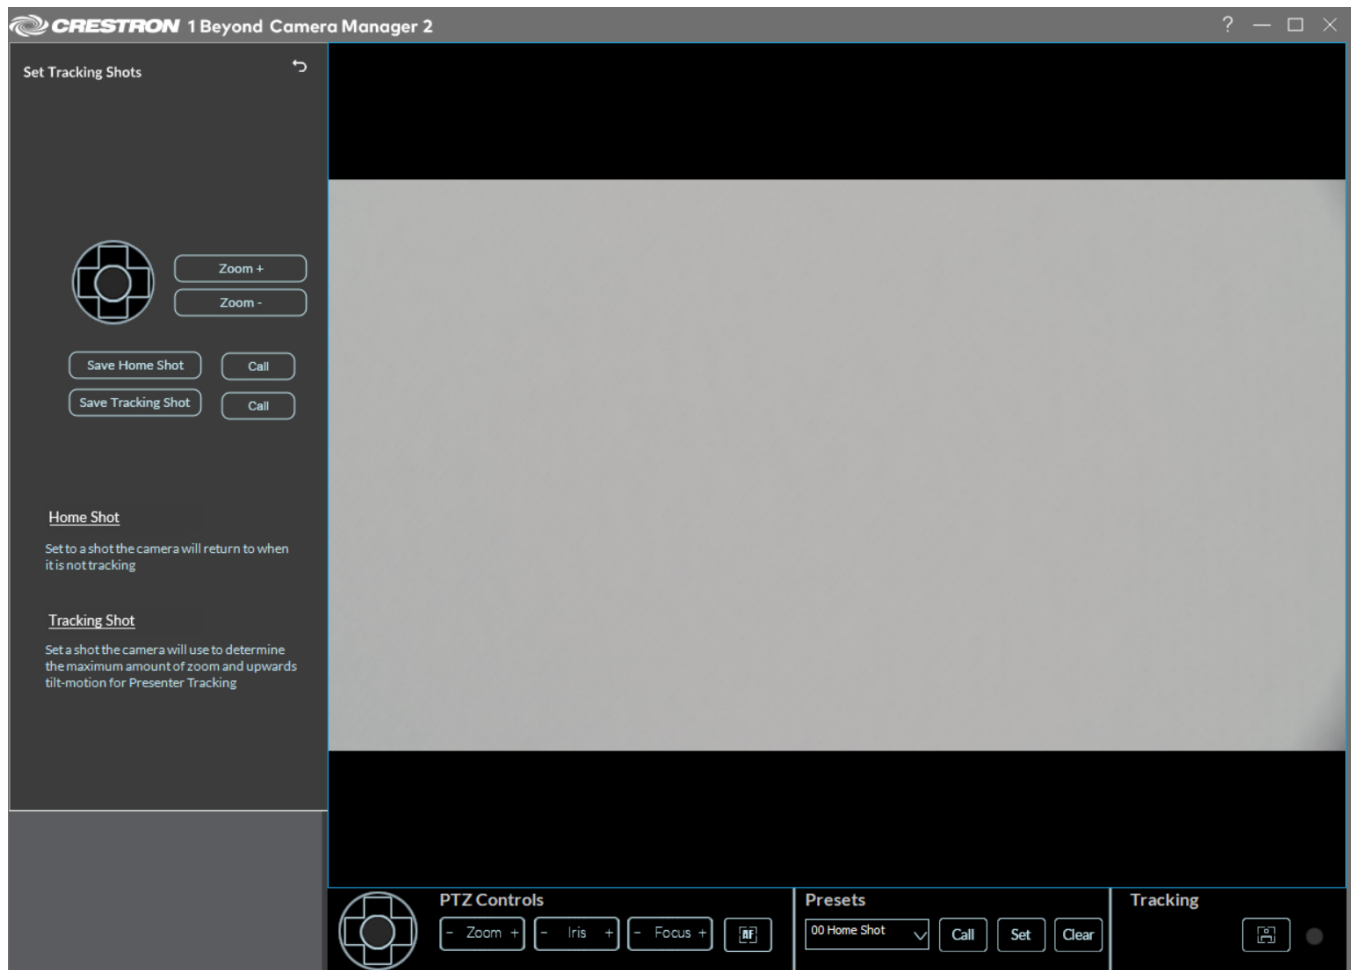 CRESTRON 1 Beyond Camera Manager 2
?
Set Tracking Shots
Zoom +
Zoom -
Save Home Shot
Call
Save Tracking Shot
Call
Home Shot
Set to a shot the camera will return to when
it is not tracking
Tracking Shot
Set a shot the camera will use to determine
the maximum amount of zoom and upwards
tilt-motion for Presenter Tracking
PTZ Controls
- Zoom +
- Iris +
- Focus +
AF
Presets
00 Home Shot
Call
Set
Clear
Tracking